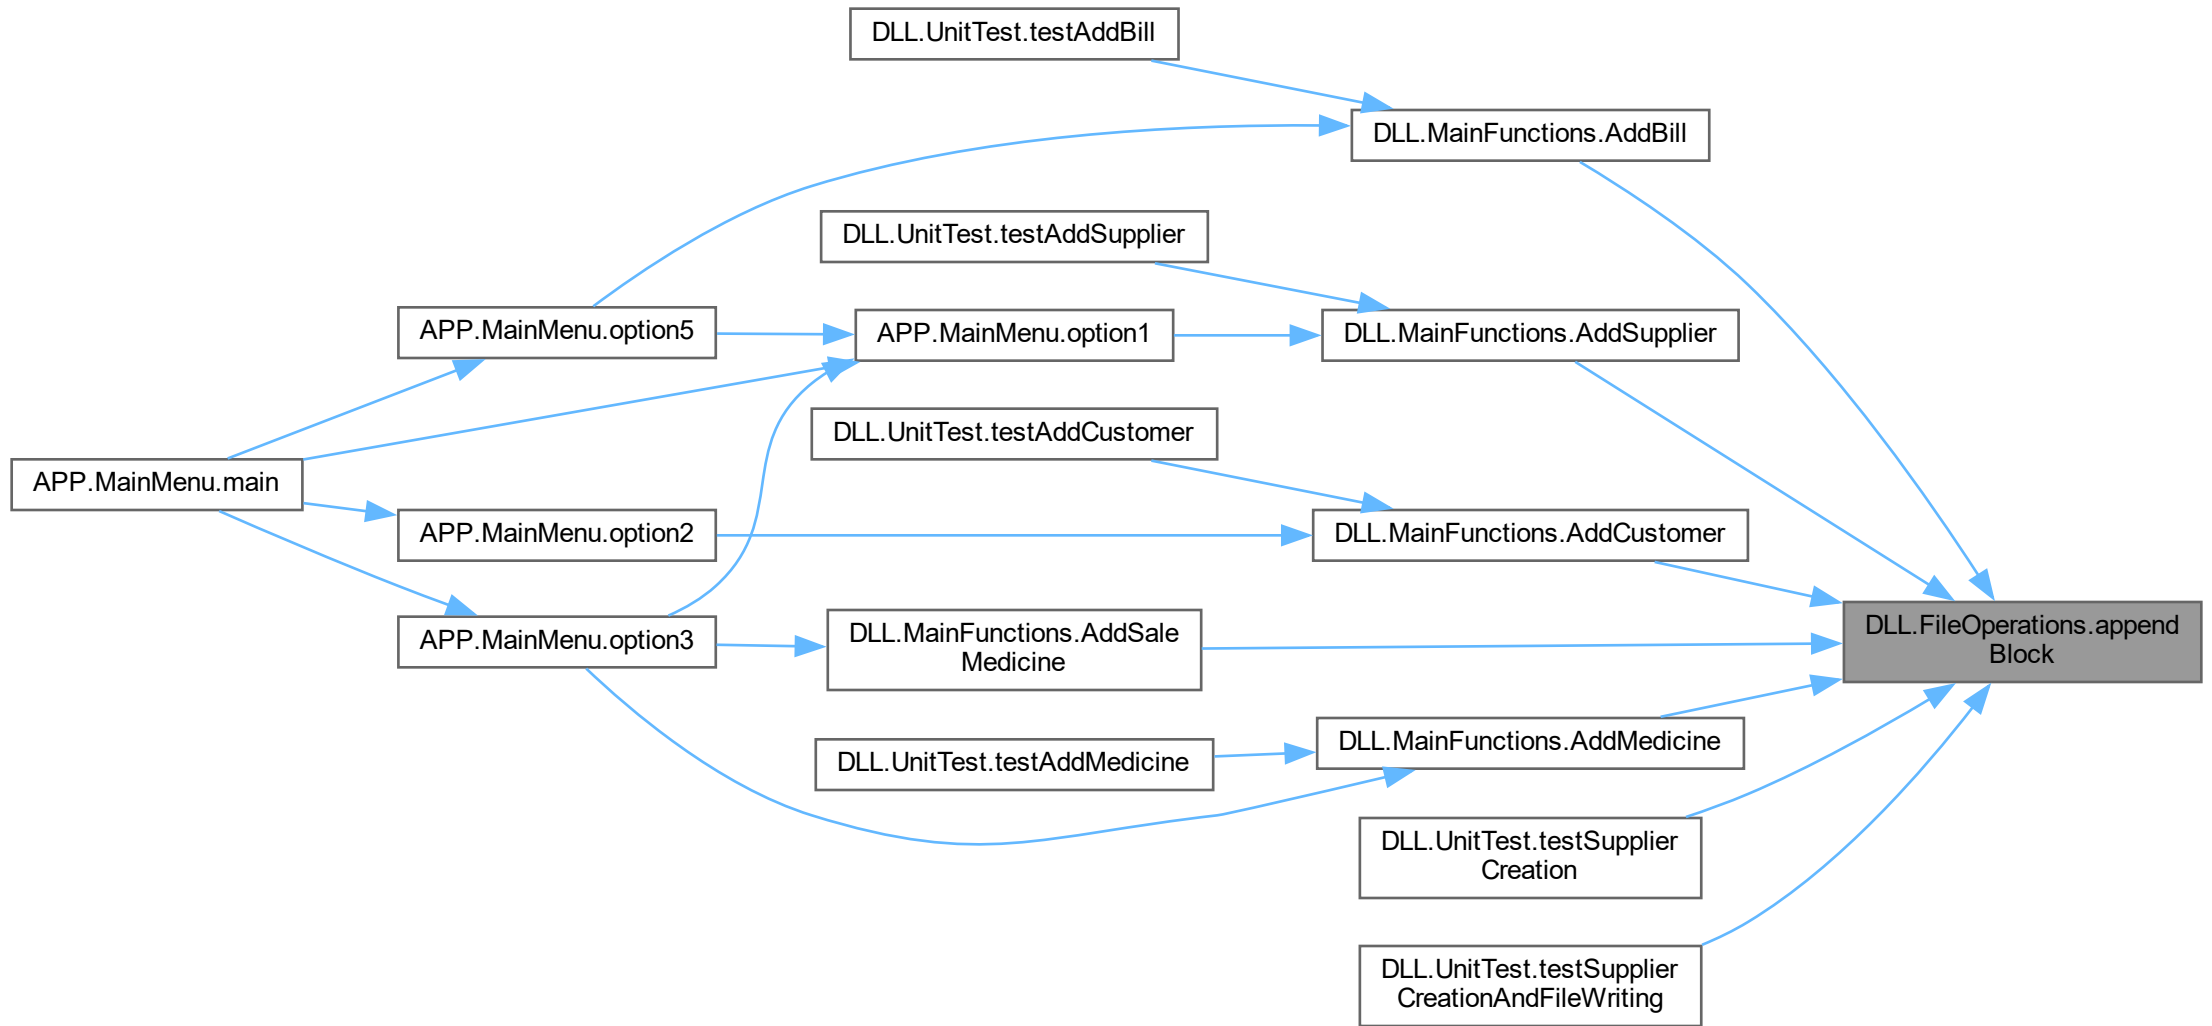 DLL.UnitTest.testAddBill
DLL.MainFunctions.AddBill
DLL.UnitTest.testAddSupplier
APP.MainMenu.option5
APP.MainMenu.option1
DLL.MainFunctions.AddSupplier
DLL.UnitTest.testAddCustomer
APP.MainMenu.main
APP.MainMenu.option2
DLL.MainFunctions.AddCustomer
APP.MainMenu.option3
DLL.MainFunctions.AddSale
Medicine
DLL.FileOperations.append
Block
DLL.UnitTest.testAddMedicine
DLL.MainFunctions.AddMedicine
DLL.UnitTest.testSupplier
Creation
DLL.UnitTest.testSupplier
CreationAndFileWriting